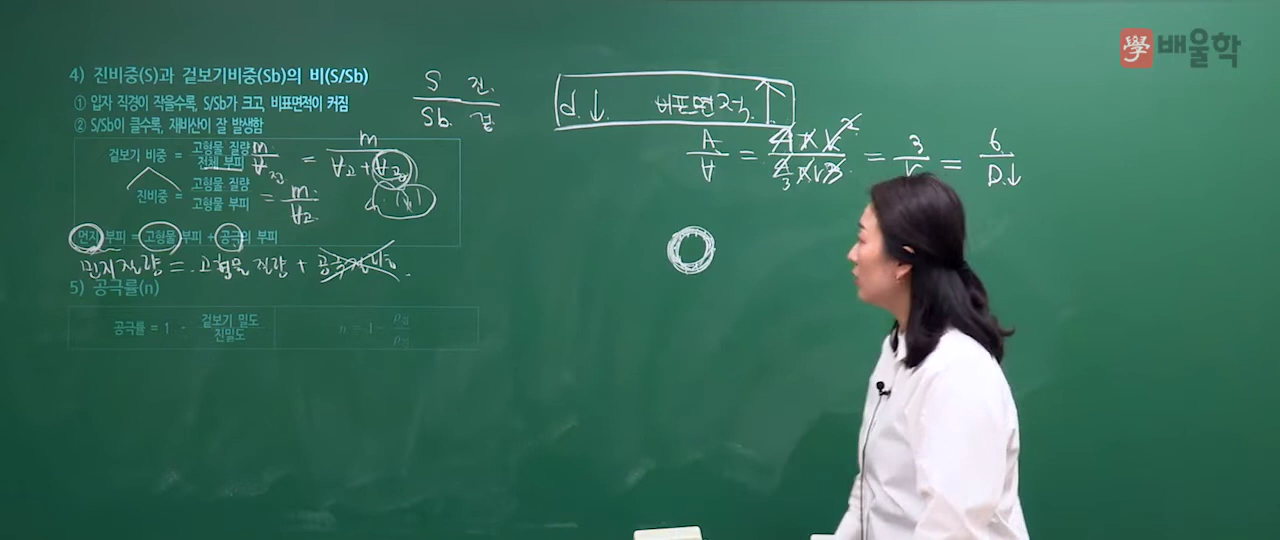 學 배울학
4) 진비중(S)과 겉보기비중(Sb)의 비(S/Sb)
① 입자 직경이 작을수록, S/Sb가 크고, 비표면적이 커짐
② S/Sb이 클수록, 재비산이 잘 발생함
겉보기 비중 = 고형물 질량 / 전체 부피
m / V전 = m / V고 + V공
진비중 = 고형물 질량 / 고형물 부피 = m / V고
먼지 부피 = 고형물 부피 + 공극의 부피
먼지질량 = 고형물 질량 +
5) 공극률(n)
공극률 = 1 - 겉보기 밀도 / 진밀도
n = 1 -
S 진
Sb 겉
d ↓ 비표면적 ↑
A / V = 4πr² / 4/3 πr³ = 3 / r = 6 / D↓